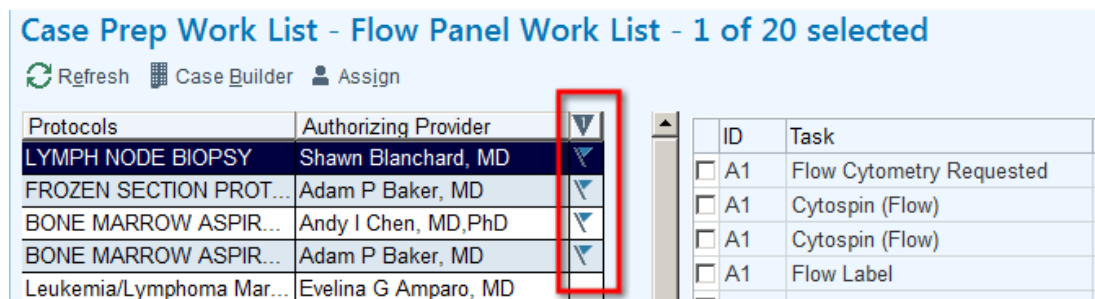 Case Prep Work List - Flow Panel Work List - 1 of 20 selected
Refresh Case Builder Assign
Protocols Authorizing Provider 1
LYMPH NODE BIOPSY Shawn Blanchard, MD
FROZEN SECTION PROT... Adam P Baker, MD
BONE MARROW ASPIR... Andy I Chen, MD,PhD
BONE MARROW ASPIR... Adam P Baker, MD
Leukemia/Lymphoma Mar... Evelina G Amparo, MD
ID Task
A1 Flow Cytometry Requested
A1 Cytospin (Flow)
A1 Cytospin (Flow)
A1 Flow Label